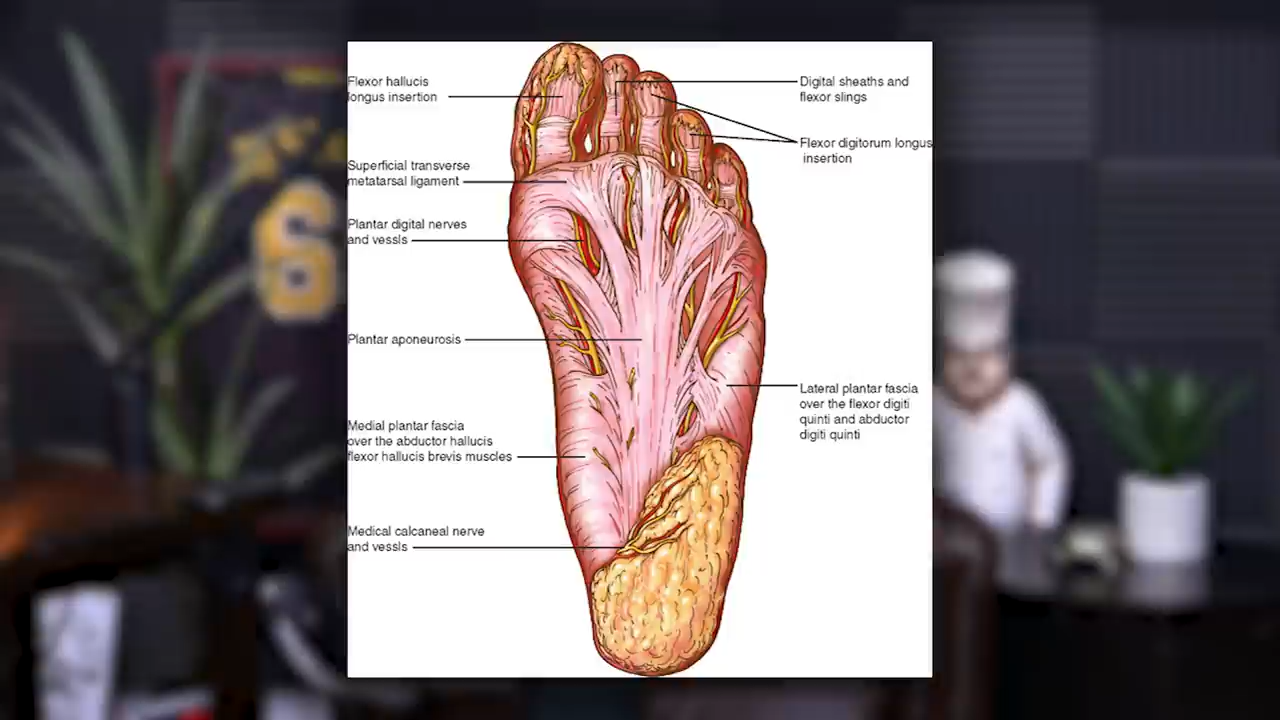 Flexor hallucis
longus insertion
Superficial transverse
metatarsal ligament
Plantar digital nerves
and vessls
Plantar aponeurosis
Medial plantar fascia
over the abductor hallucis
flexor hallucis brevis muscles
Medical calcaneal nerve
and vessls
Digital sheaths and
flexor slings
Flexor digitorum longus
insertion
Lateral plantar fascia
over the flexor digiti
quinti and abductor
digiti quinti
6